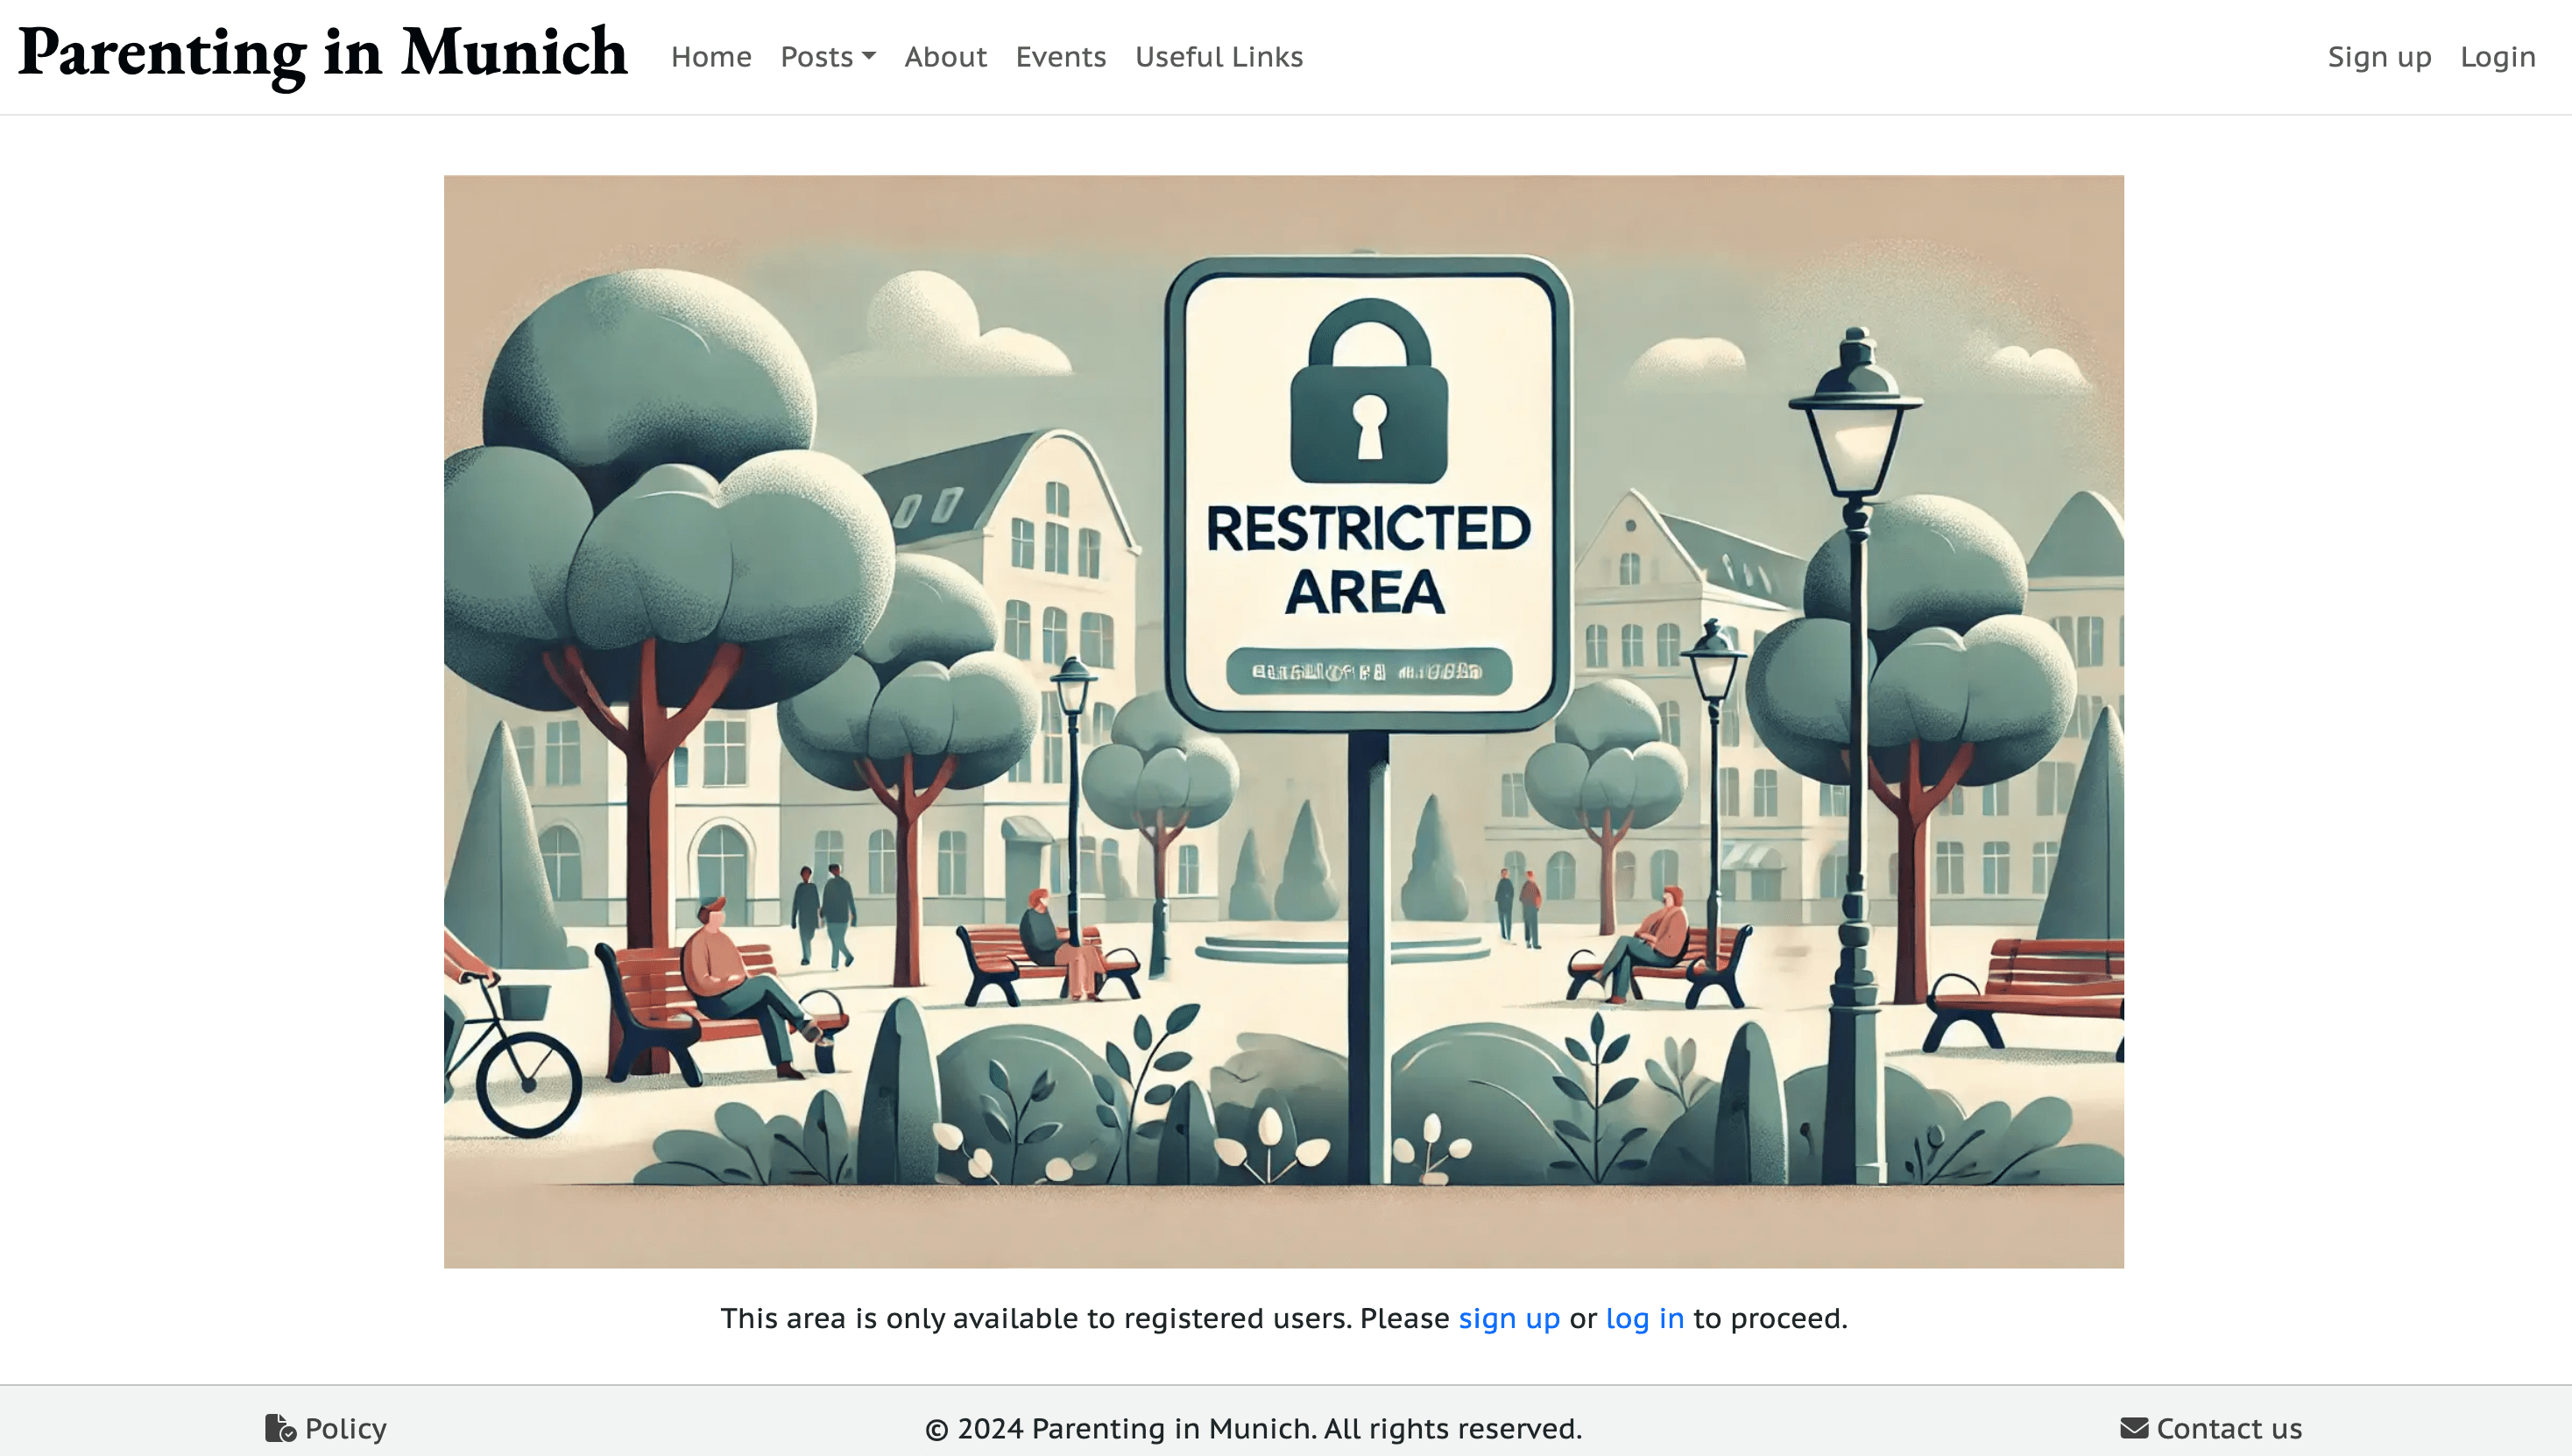 Parenting in Munich Home Posts About Events Useful Links Sign up Login
RESTRICTED
AREA
This area is only available to registered users. Please sign up or log in to proceed.
Policy © 2024 Parenting in Munich. All rights reserved. Contact us